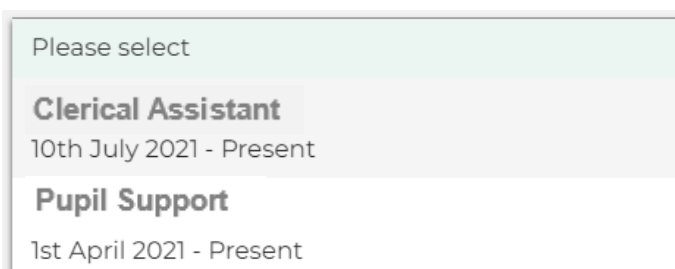 Please select
Clerical Assistant
10th July 2021 - Present
Pupil Support
1st April 2021 - Present